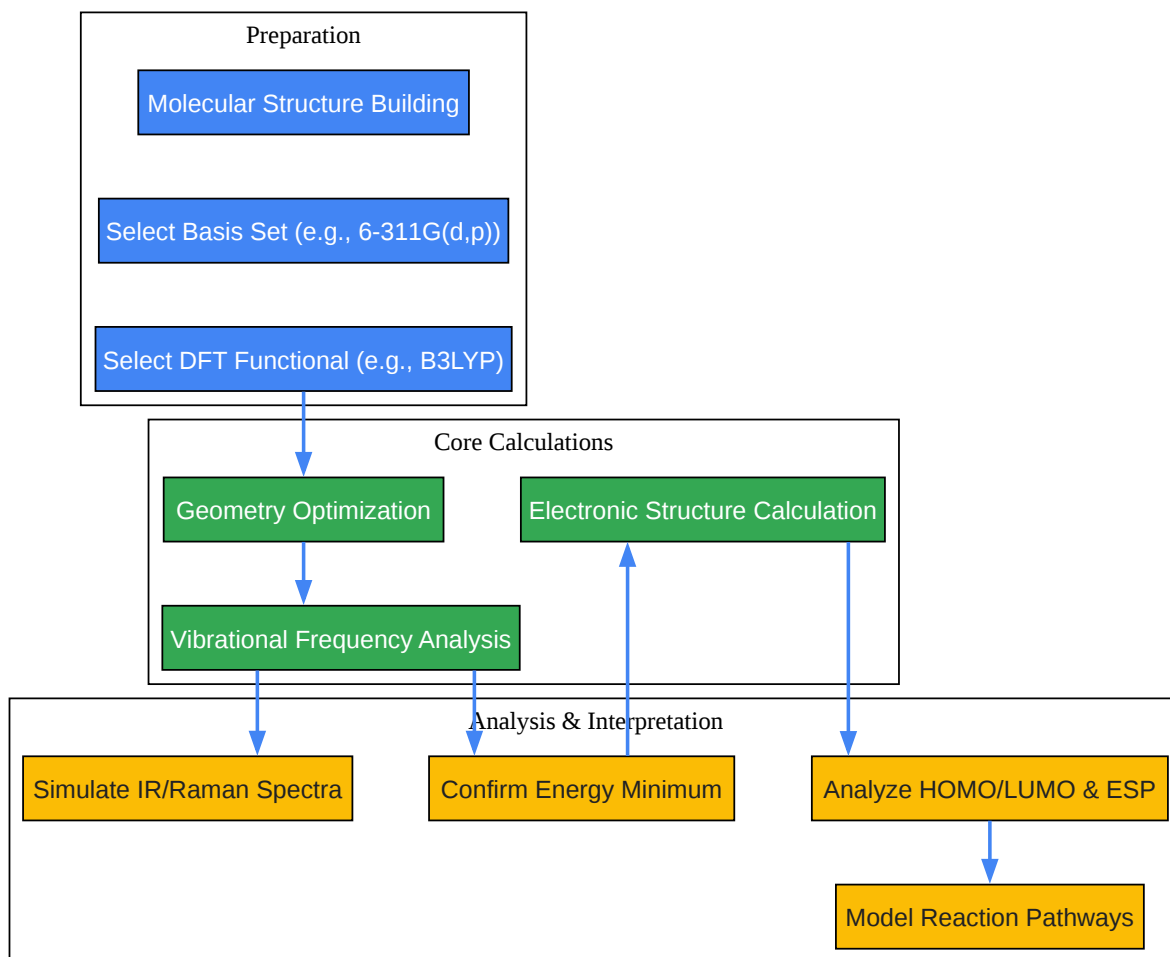 Preparation
Molecular Structure Building
Select Basis Set (e.g., 6-311G(d,p))
Select DFT Functional (e.g., B3LYP)
Core Calculations
Geometry Optimization
Electronic Structure Calculation
Vibrational Frequency Analysis
Analysis & Interpretation
Simulate IR/Raman Spectra
Confirm Energy Minimum
Analyze HOMO/LUMO & ESP
Model Reaction Pathways